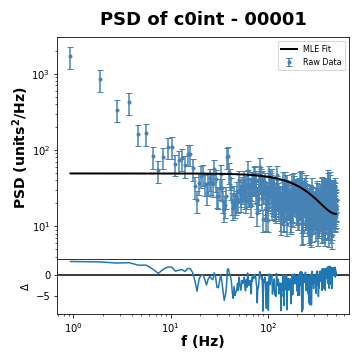 PSD of c0int - 00001
MLE Fit
Raw Data
PSD (units²/Hz)
10³
10²
10¹
Δ
0
−5
10⁰
10¹
10²
f (Hz)